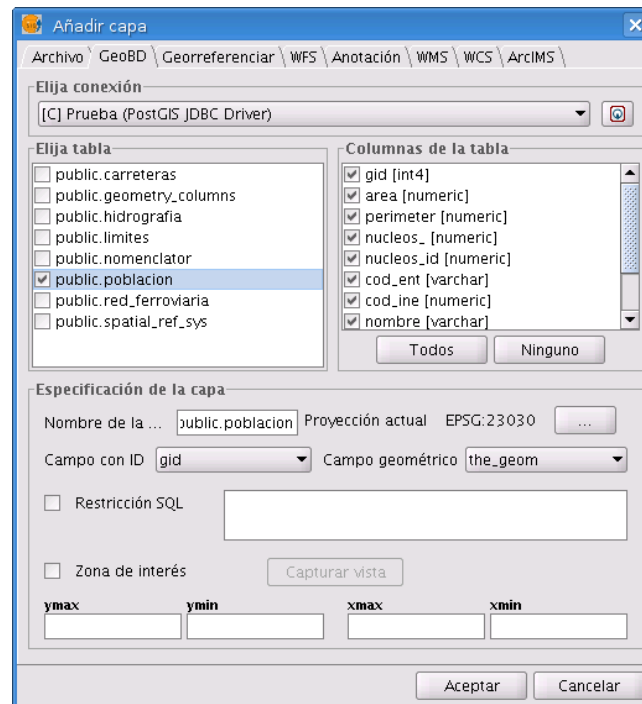 Añadir capa
Archivo GeoBD Georreferenciar WFS Anotación WMS WCS ArcIMS
Elija conexión
[C] Prueba (PostGIS JDBC Driver)
Elija tabla
public.carreteras
public.geometry_columns
public.hidrografia
public.limites
public.nomenclator
public.poblacion
public.red_ferroviaria
public.spatial_ref_sys
Columnas de la tabla
gid [int4]
area [numeric]
perimeter [numeric]
nucleos_ [numeric]
nucleos_id [numeric]
cod_ent [varchar]
cod_ine [numeric]
nombre [varchar]
Todos Ninguno
Especificación de la capa
Nombre de la ... public.poblacion Proyección actual EPSG:23030 ...
Campo con ID gid Campo geométrico the_geom
Restricción SQL
Zona de interés Capturar vista
ymax ymin xmax xmin
Aceptar Cancelar